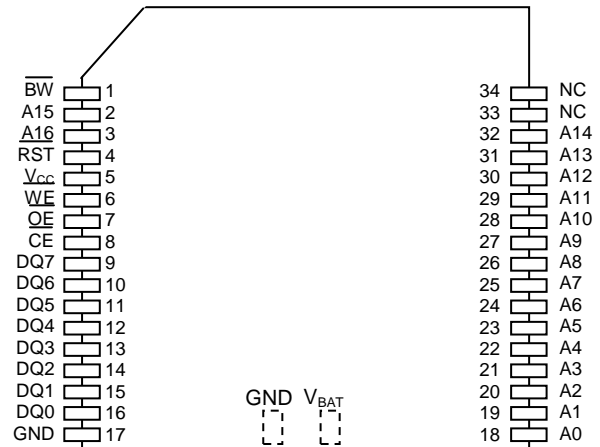 BW 1 34 NC
A15 2 33 NC
A16 3 32 A14
RST 4 31 A13
VCC 5 30 A12
WE 6 29 A11
OE 7 28 A10
CE 8 27 A9
DQ7 9 26 A8
DQ6 10 25 A7
DQ5 11 24 A6
DQ4 12 23 A5
DQ3 13 22 A4
DQ2 14 21 A3
DQ1 15 20 A2
DQ0 16 GND VBAT 19 A1
GND 17 18 A0